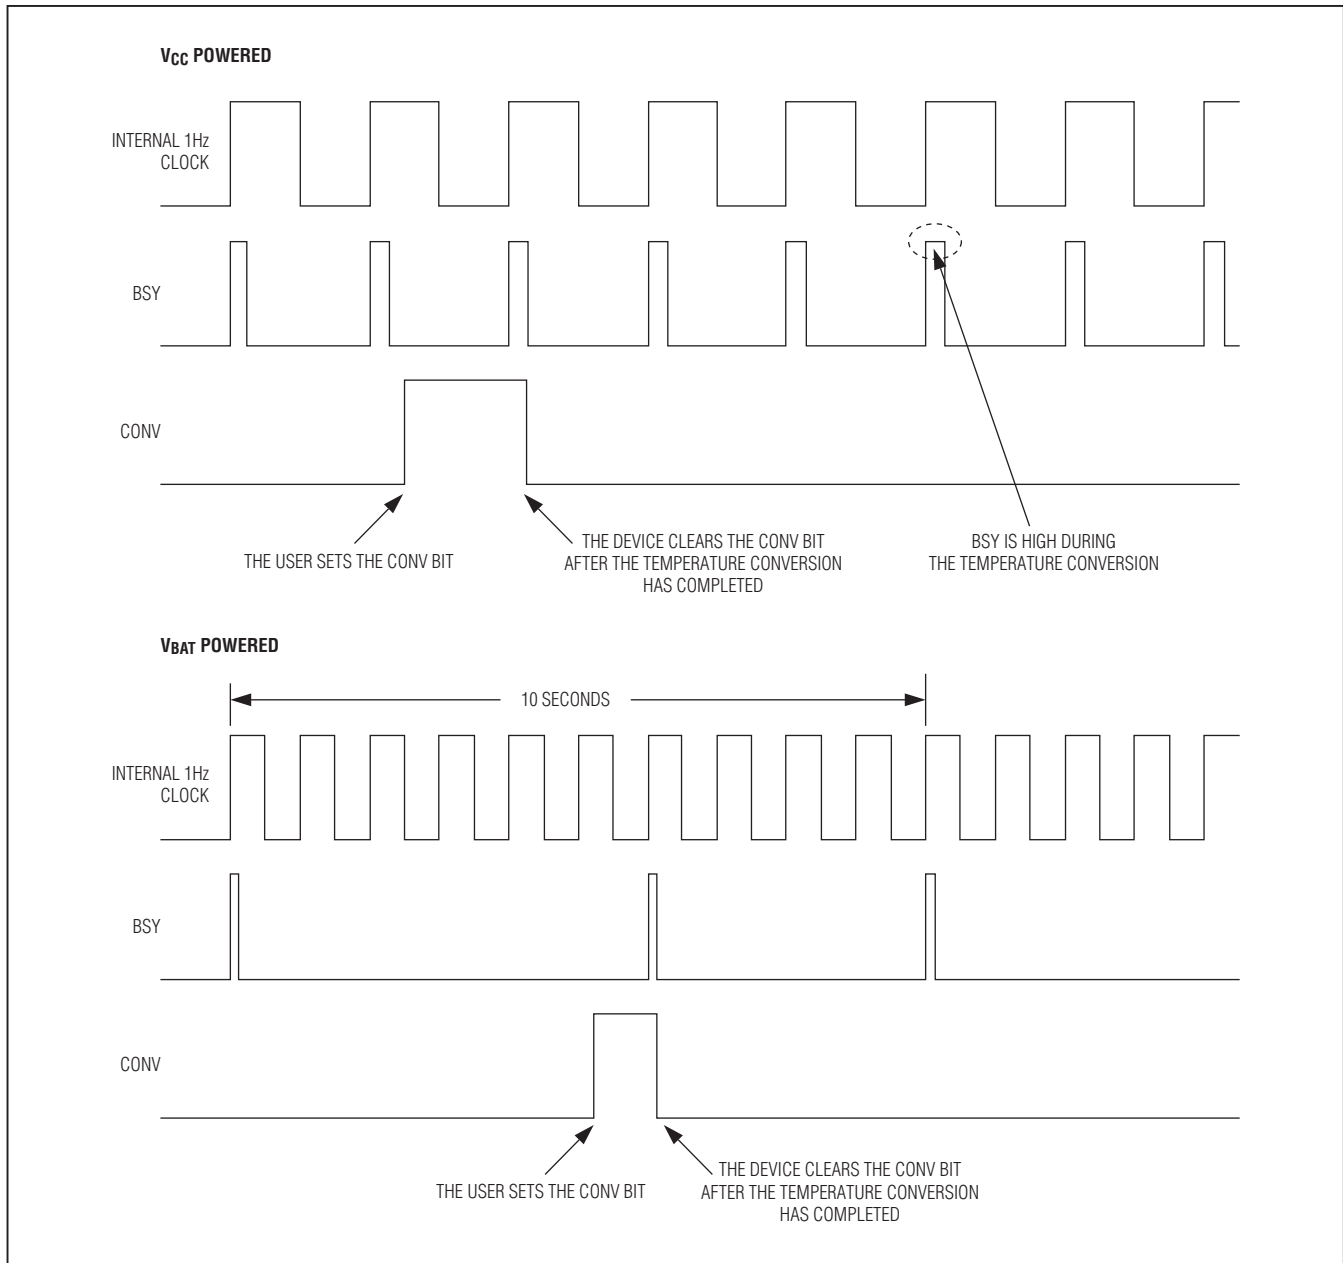 VCC POWERED
INTERNAL 1Hz
CLOCK
BSY
CONV
THE USER SETS THE CONV BIT
THE DEVICE CLEARS THE CONV BIT
AFTER THE TEMPERATURE CONVERSION
HAS COMPLETED
BSY IS HIGH DURING
THE TEMPERATURE CONVERSION
VBAT POWERED
10 SECONDS
INTERNAL 1Hz
CLOCK
BSY
CONV
THE USER SETS THE CONV BIT
THE DEVICE CLEARS THE CONV BIT
AFTER THE TEMPERATURE CONVERSION
HAS COMPLETED